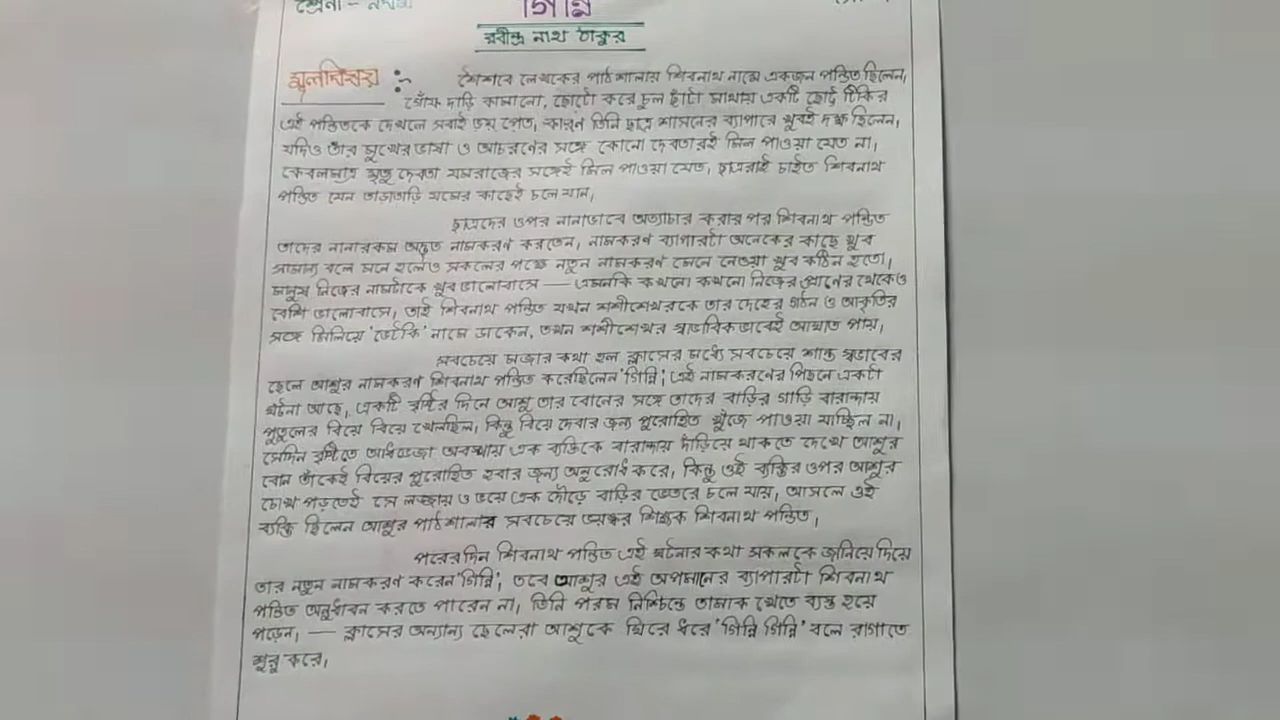 শ্রেণী - নবম
গিন্নি
রবীন্দ্র নাথ ঠাকুর
মূলবিষয় :- শৈশবে লেখকের পাঠশালায় শিবনাথ নামে একজন পন্ডিত ছিলেন,
গোঁফ দাড়ি কামানো, ছোটো করে চুল ছাঁটা মাথায় একটি ছোট্ট টিকির
এই পন্ডিতকে দেখলে সবাই ভয় পেত, কারণ তিনি ছাত্র শাসনের ব্যাপারে খুবই দক্ষ ছিলেন,
যদিও তাঁর মুখের ভাষা ও আচরণের সঙ্গে কোনো দেবতারই মিল পাওয়া যেত না,
কেবলমাত্র মৃত্যু দেবতা যমরাজের সঙ্গেই মিল পাওয়া যেত, ছাত্ররাই চাইত শিবনাথ
পন্ডিত যেন তাড়াতাড়ি যমের কাছেই চলে যান,
ছাত্রদের ওপর নানাভাবে অত্যাচার করার পর শিবনাথ পন্ডিত
তাদের নানারকম অদ্ভুত নামকরণ করতেন, নামকরণ ব্যাপারটা অনেকের কাছে খুব
সামান্য বলে মনে হলেও সকলের পক্ষে নতুন নামকরণ মেনে নেওয়া খুব কঠিন হতো,
মানুষ নিজের নামটাকে খুব ভালোবাসে — এমনকি কখনো কখনো নিজের প্রাণের থেকেও
বেশি ভালোবাসে, তাই শিবনাথ পন্ডিত যখন শশীশেখরকে তার দেহের গঠন ও আকৃতির
সঙ্গে মিলিয়ে 'ভেটকি' নামে ডাকেন, তখন শশীশেখর স্বাভাবিকভাবেই আঘাত পায়,
সবচেয়ে মজার কথা হল ক্লাসের মধ্যে সবচেয়ে শান্ত স্বভাবের
ছেলে আশুর নামকরণ শিবনাথ পন্ডিত করেছিলেন 'গিন্নি', এই নামকরণের পিছনে একটা
ঘটনা আছে, একটি বৃষ্টির দিনে আশু তার বোনের সঙ্গে তাদের বাড়ির গাড়ি বারান্দায়
পুতুলের বিয়ে বিয়ে খেলছিল, কিন্তু বিয়ে দেবার জন্য পুরোহিত খুঁজে পাওয়া যাচ্ছিল না,
সেদিন বৃষ্টিতে আধভেজা অবস্থায় এক ব্যক্তিকে বারান্দায় দাঁড়িয়ে থাকতে দেখে আশুর
বোন তাঁকেই বিয়ের পুরোহিত হবার জন্য অনুরোধ করে, কিন্তু ওই ব্যক্তির ওপর আশুর
চোখ পড়তেই সে লজ্জায় ও ভয়ে এক দৌড়ে বাড়ির ভেতরে চলে যায়, আসলে ওই
ব্যক্তি ছিলেন আশুর পাঠশালার সবচেয়ে ভয়ঙ্কর শিক্ষক শিবনাথ পন্ডিত,
পরেরদিন শিবনাথ পন্ডিত এই ঘটনার কথা সকলকে জানিয়ে দিয়ে
তার নতুন নামকরণ করেন 'গিন্নি', তবে আশুর এই অপমানের ব্যাপারটা শিবনাথ
পন্ডিত অনুধাবন করতে পারেন না, তিনি পরম নিশ্চিন্তে তামাক খেতে ব্যস্ত হয়ে
পড়েন, — ক্লাসের অন্যান্য ছেলেরা আশুকে ঘিরে ধরে 'গিন্নি গিন্নি' বলে রাগাতে
শুরু করে,